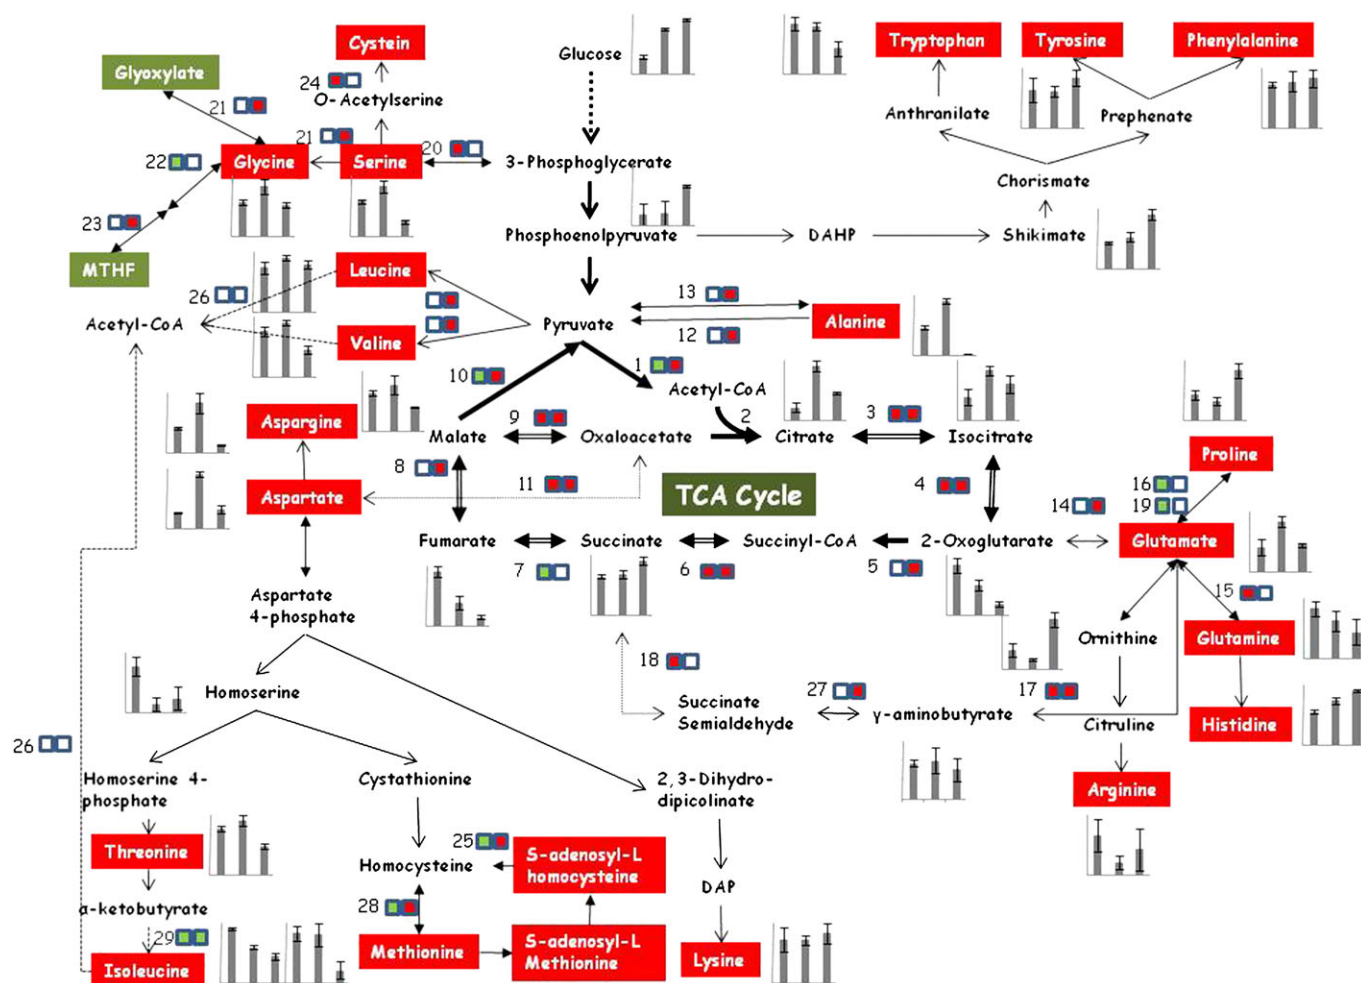 Cystein
Glucose
Tryptophan
Tyrosine
Phenylalanine
Glyoxylate
24
O-Acetylserine
21
Anthranilate
Prephenate
21
20
22
Glycine
Serine
3-Phosphoglycerate
Chorismate
23
Phosphoenolpyruvate
DAHP
Shikimate
MTHF
Leucine
26
13
Acetyl-CoA
Pyruvate
Alanine
Valine
12
10
1
Acetyl-CoA
9
2
3
Aspargine
Malate
Oxaloacetate
Citrate
Isocitrate
Proline
8
11
TCA Cycle
4
16
Aspartate
14
19
Fumarate
Succinate
Succinyl-CoA
2-Oxoglutarate
Glutamate
7
6
5
15
Aspartate
4-phosphate
Ornithine
Glutamine
18
Homoserine
Succinate
Semialdehyde
27
γ-aminobutyrate
17
Citruline
Histidine
26
Homoserine 4-
phosphate
Cystathionine
2,3-Dihydro-
dipicolinate
Arginine
Threonine
25
Homocysteine
S-adenosyl-L
homocysteine
DAP
α-ketobutyrate
28
29
Methionine
S-adenosyl-L
Methionine
Lysine
Isoleucine